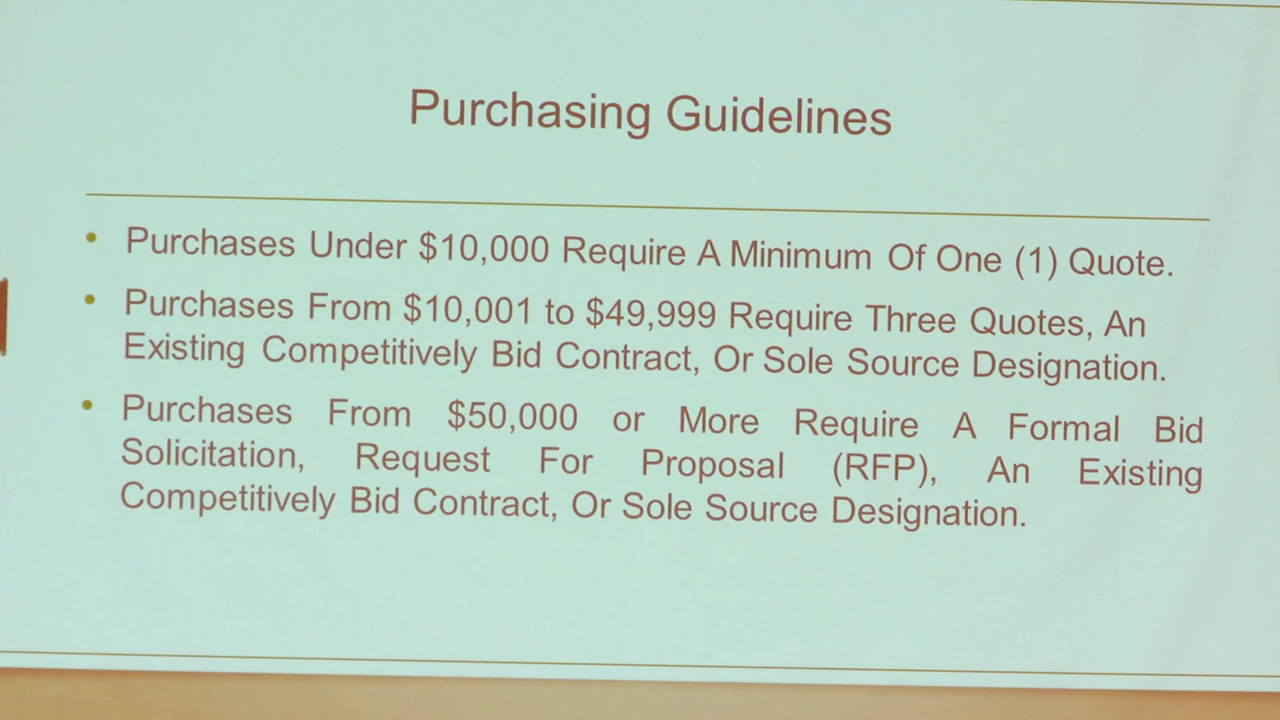 Purchasing Guidelines
• Purchases Under $10,000 Require A Minimum Of One (1) Quote.
• Purchases From $10,001 to $49,999 Require Three Quotes, An
Existing Competitively Bid Contract, Or Sole Source Designation.
• Purchases From $50,000 or More Require A Formal Bid
Solicitation, Request For Proposal (RFP), An Existing
Competitively Bid Contract, Or Sole Source Designation.